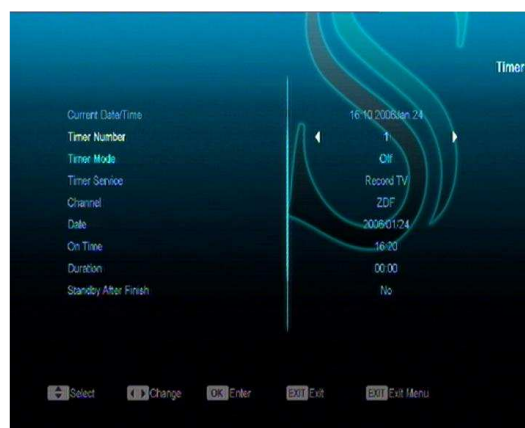 Timer
Current Date/Time 16:10 2006/Jan.24
Timer Number 1
Timer Mode Off
Timer Service Record TV
Channel ZDF
Date 2006/01/24
On Time 16:20
Duration 00:00
Standby After Finish No
Select Change OK Enter EXIT Exit EXIT Exit Menu